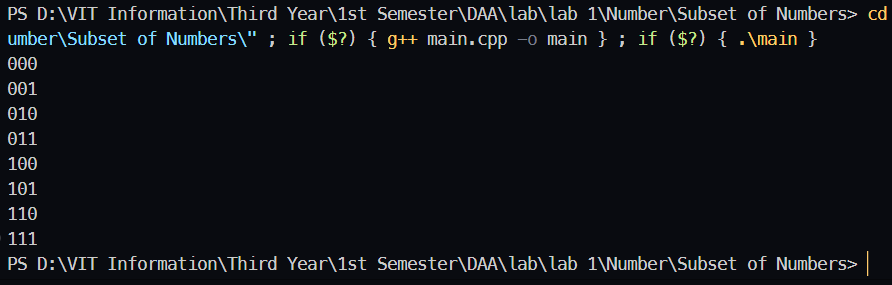 PS D:\VIT Information\Third Year\1st Semester\DAA\lab\lab 1\Number\Subset of Numbers> cd
umber\Subset of Numbers\" ; if ($?) { g++ main.cpp -o main } ; if ($?) { .\main }
000
001
010
011
100
101
110
111
PS D:\VIT Information\Third Year\1st Semester\DAA\lab\lab 1\Number\Subset of Numbers>